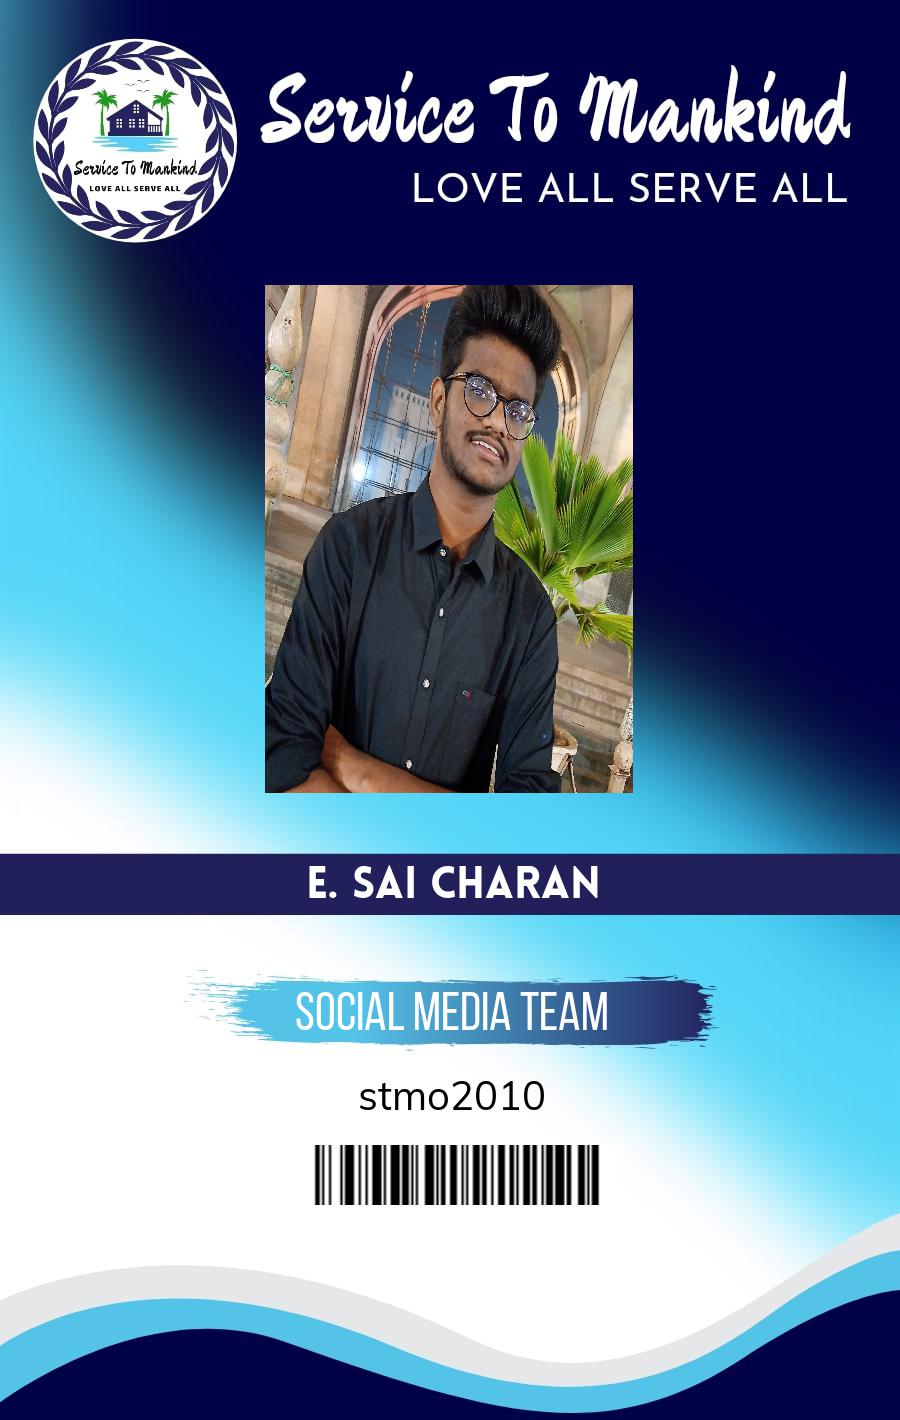 Service To Mankind
LOVE ALL SERVE ALL
Service To Mankind
LOVE ALL SERVE ALL
E. SAI CHARAN
SOCIAL MEDIA TEAM
stmo2010